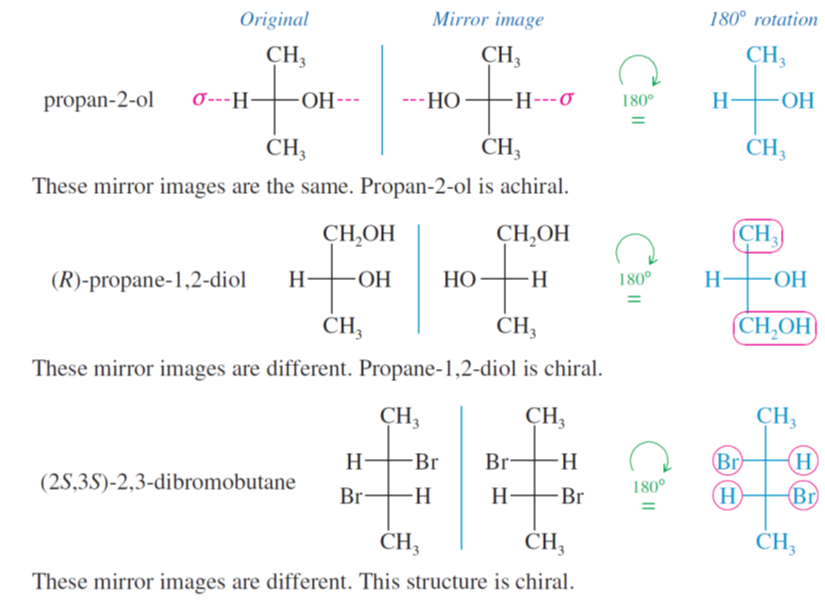 Original Mirror image 180° rotation
CH₃ CH₃ CH₃
propan-2-ol σ---H OH--- ---HO H---σ 180° = H OH
CH₃ CH₃ CH₃
These mirror images are the same. Propan-2-ol is achiral.
CH₂OH CH₂OH CH₃
(R)-propane-1,2-diol H OH HO H 180° = H OH
CH₃ CH₃ CH₂OH
These mirror images are different. Propane-1,2-diol is chiral.
CH₃ CH₃ CH₃
H Br Br H Br H
(2S,3S)-2,3-dibromobutane 180° =
Br H H Br H Br
CH₃ CH₃ CH₃
These mirror images are different. This structure is chiral.